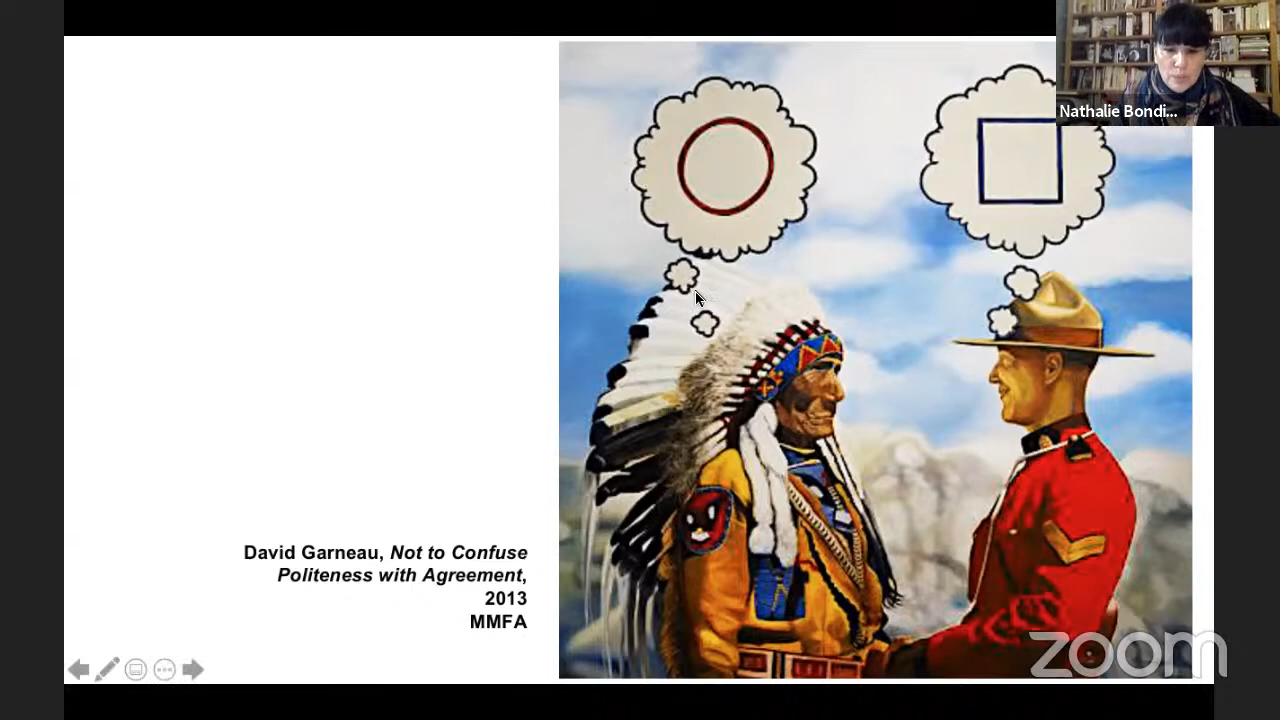 Nathalie Bondi...
David Garneau, Not to Confuse
Politeness with Agreement,
2013
MMFA
zoom